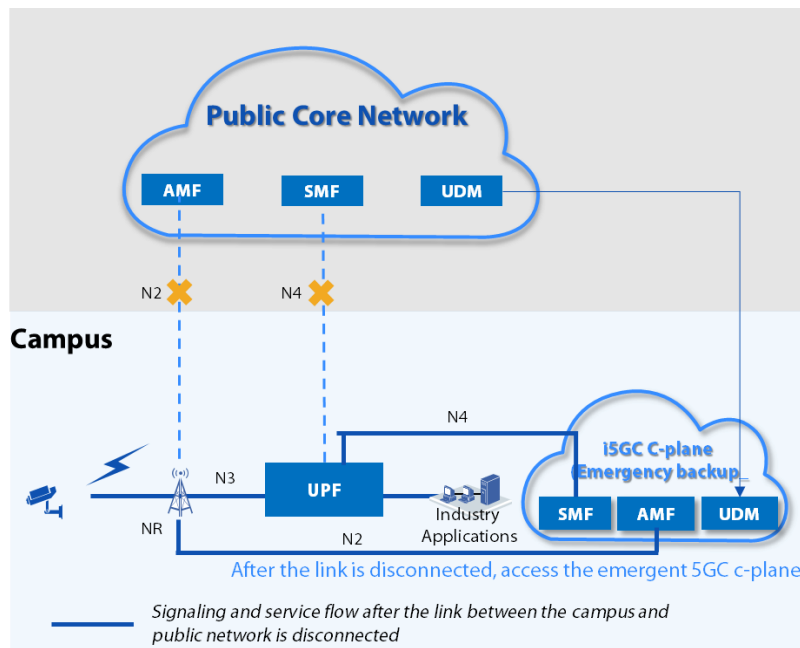 Public Core Network
AMF
SMF
UDM
N2
N4
Campus
N4
i5GC C-plane
(Emergency backup
N3
UPF
SMF
AMF
UDM
Industry
Applications
NR
N2
After the link is disconnected, access the emergent 5GC c-plane
Signaling and service flow after the link between the campus and
public network is disconnected